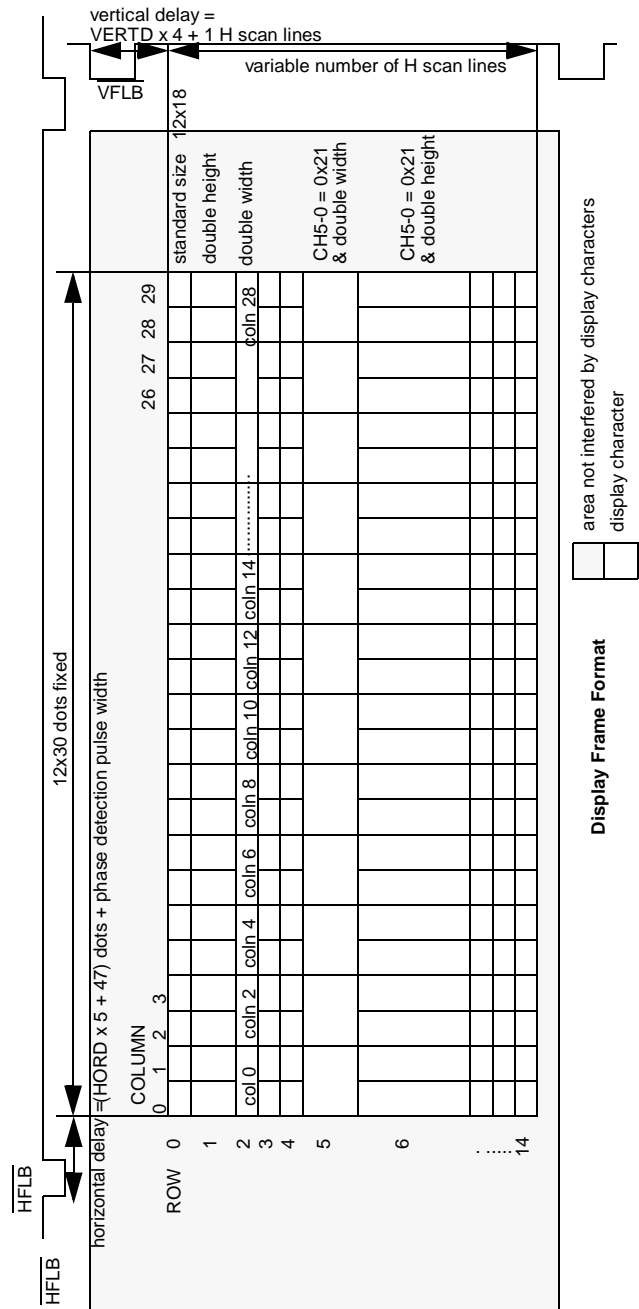 vertical delay =
VERTD x 4 + 1 H scan lines
variable number of H scan lines
VFLB
HFLB
HFLB
12x30 dots fixed
horizontal delay =(HORD x 5 + 47) dots + phase detection pulse width
COLUMN
0 1 2 3 26 27 28 29
ROW
0 standard size 12x18
1 double height
2 col 0 coln 2 coln 4 coln 6 coln 8 coln 10 coln 12 coln 14 ................. coln 28 double width
3
4
5 CH5-0 = 0x21
& double width
6 CH5-0 = 0x21
& double height
. .....
14
area not interfered by display characters
display character
Display Frame Format